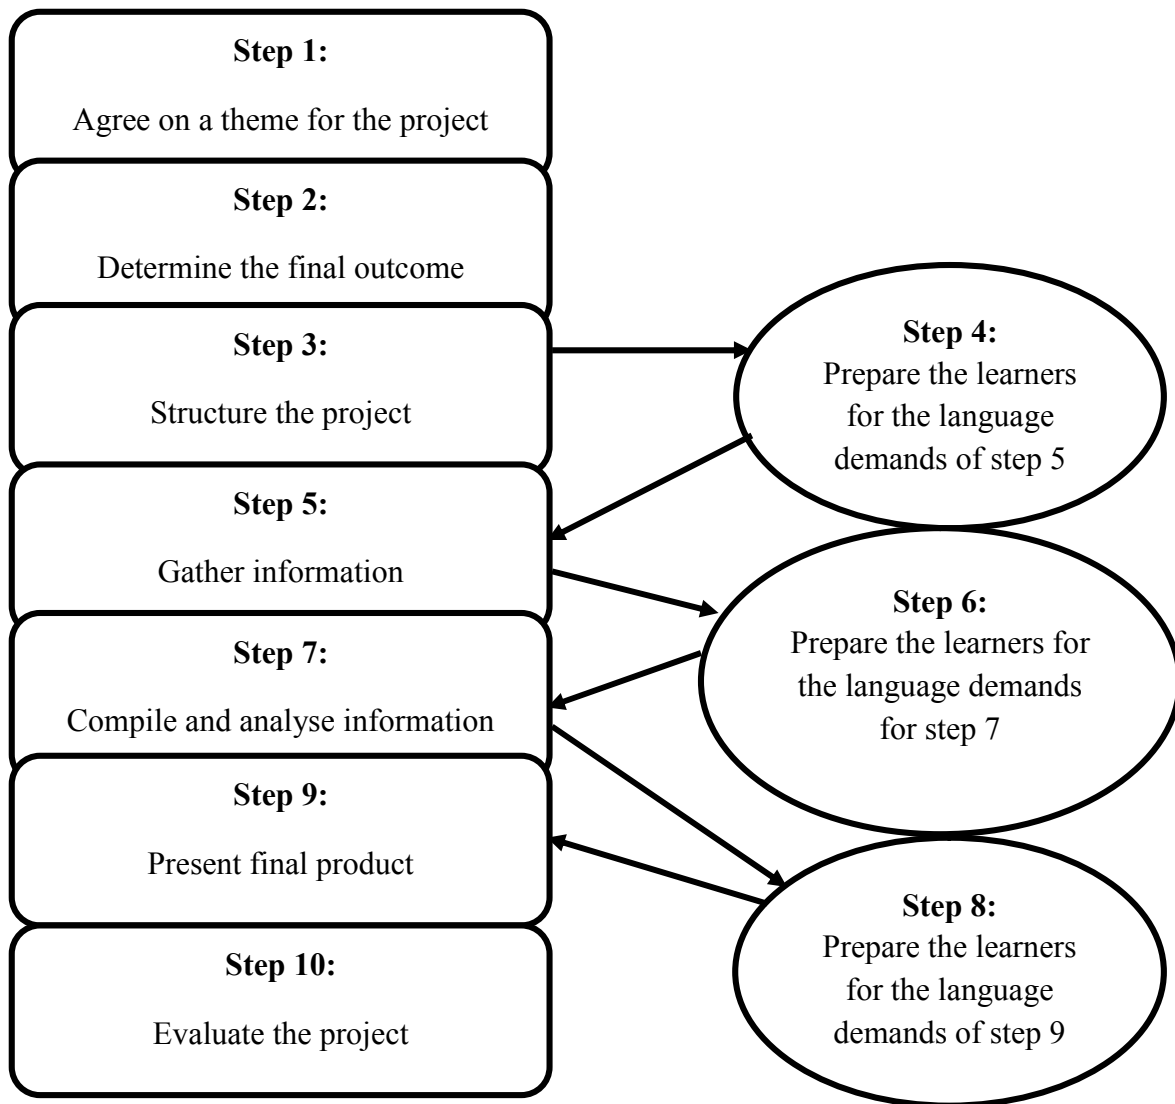 Step 1:
Agree on a theme for the project
Step 2:
Determine the final outcome
Step 3:
Structure the project
Step 4:
Prepare the learners
for the language
demands of step 5
Step 5:
Gather information
Step 6:
Prepare the learners for
the language demands
for step 7
Step 7:
Compile and analyse information
Step 8:
Prepare the learners
for the language
demands of step 9
Step 9:
Present final product
Step 10:
Evaluate the project